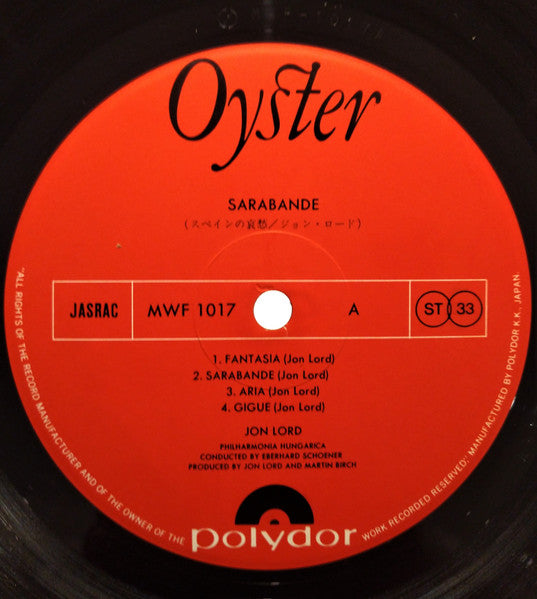 Oyster
SARABANDE
(スペインの哀愁/ジョン・ロード)
JASRAC
MWF 1017
A
ST 33
1. FANTASIA (Jon Lord)
2. SARABANDE (Jon Lord)
3. ARIA (Jon Lord)
4. GIGUE (Jon Lord)
JON LORD
PHILHARMONIA HUNGARICA
CONDUCTED BY EBERHARD SCHOENER
PRODUCED BY JON LORD AND MARTIN BIRCH
polydor
"ALL RIGHTS OF THE RECORD MANUFACTURER AND OF THE OWNER OF THE WORK RECORDED RESERVED;" MANUFACTURED BY POLYDOR K.K., JAPAN.